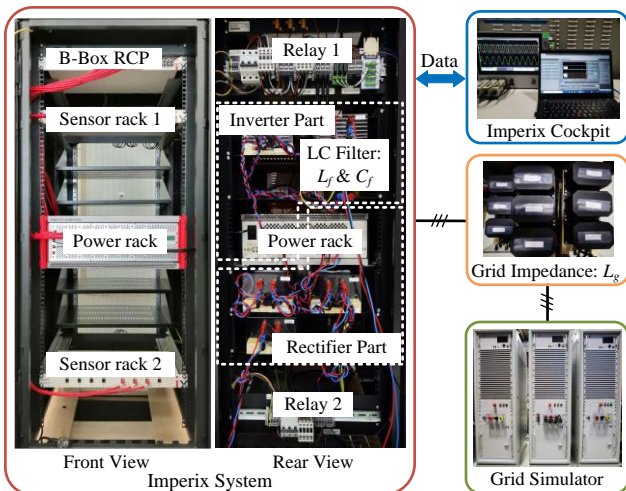 B-Box RCP
Sensor rack 1
Power rack
Sensor rack 2
Front View
Relay 1
Inverter Part
LC Filter:
L_f & C_f
Power rack
Rectifier Part
Relay 2
Rear View
Imperix System
Data
Imperix Cockpit
Grid Impedance: L_g
Grid Simulator